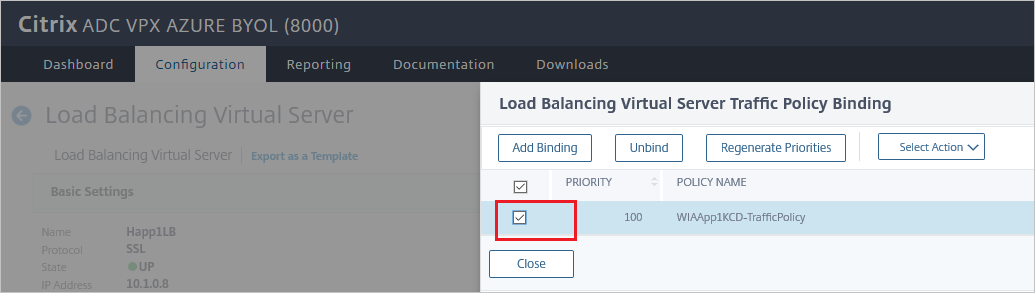 Citrix ADC VPX AZURE BYOL (8000)
Dashboard Configuration Reporting Documentation Downloads
Load Balancing Virtual Server
Load Balancing Virtual Server Export as a Template
Basic Settings
Name Happ1LB
Protocol SSL
State UP
IP Address 10.1.0.8
Load Balancing Virtual Server Traffic Policy Binding
Add Binding Unbind Regenerate Priorities Select Action
PRIORITY POLICY NAME
100 WIAApp1KCD-TrafficPolicy
Close